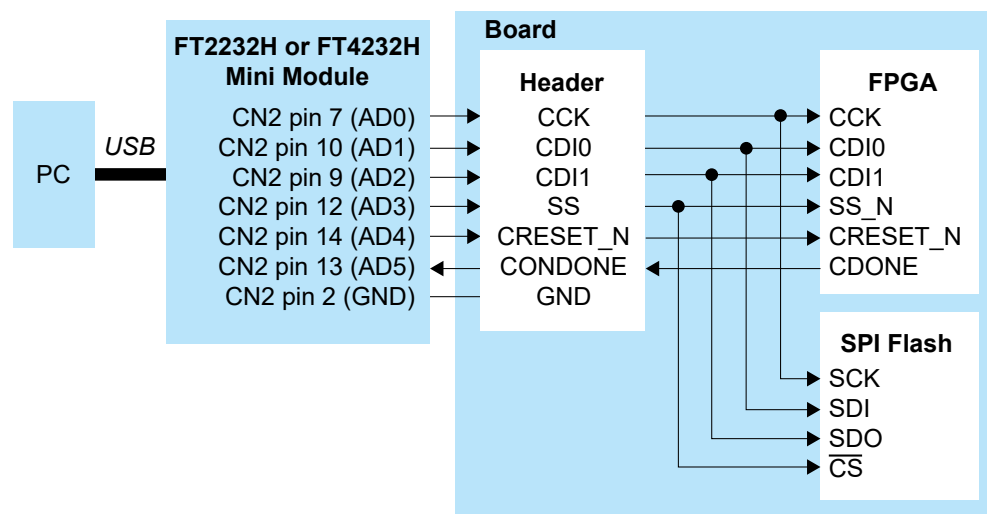 PC
USB
FT2232H or FT4232H
Mini Module
CN2 pin 7 (AD0)
CN2 pin 10 (AD1)
CN2 pin 9 (AD2)
CN2 pin 12 (AD3)
CN2 pin 14 (AD4)
CN2 pin 13 (AD5)
CN2 pin 2 (GND)
Board
Header
CCK
CDI0
CDI1
SS
CRESET_N
CONDONE
GND
FPGA
CCK
CDI0
CDI1
SS_N
CRESET_N
CDONE
SPI Flash
SCK
SDI
SDO
C̅S̅